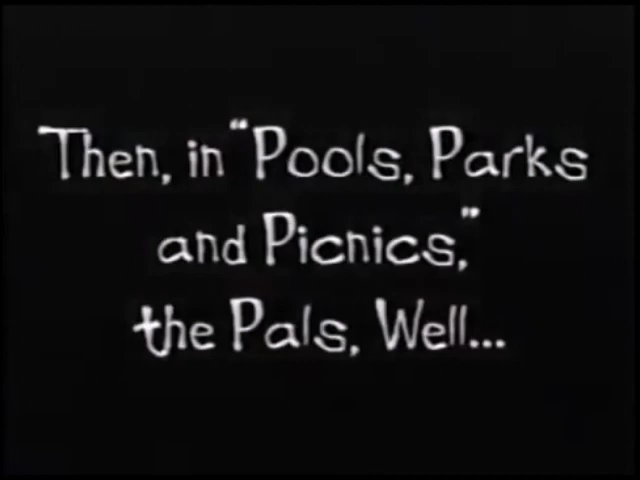 Then, in "Pools, Parks
and Picnics,"
the Pals, Well...